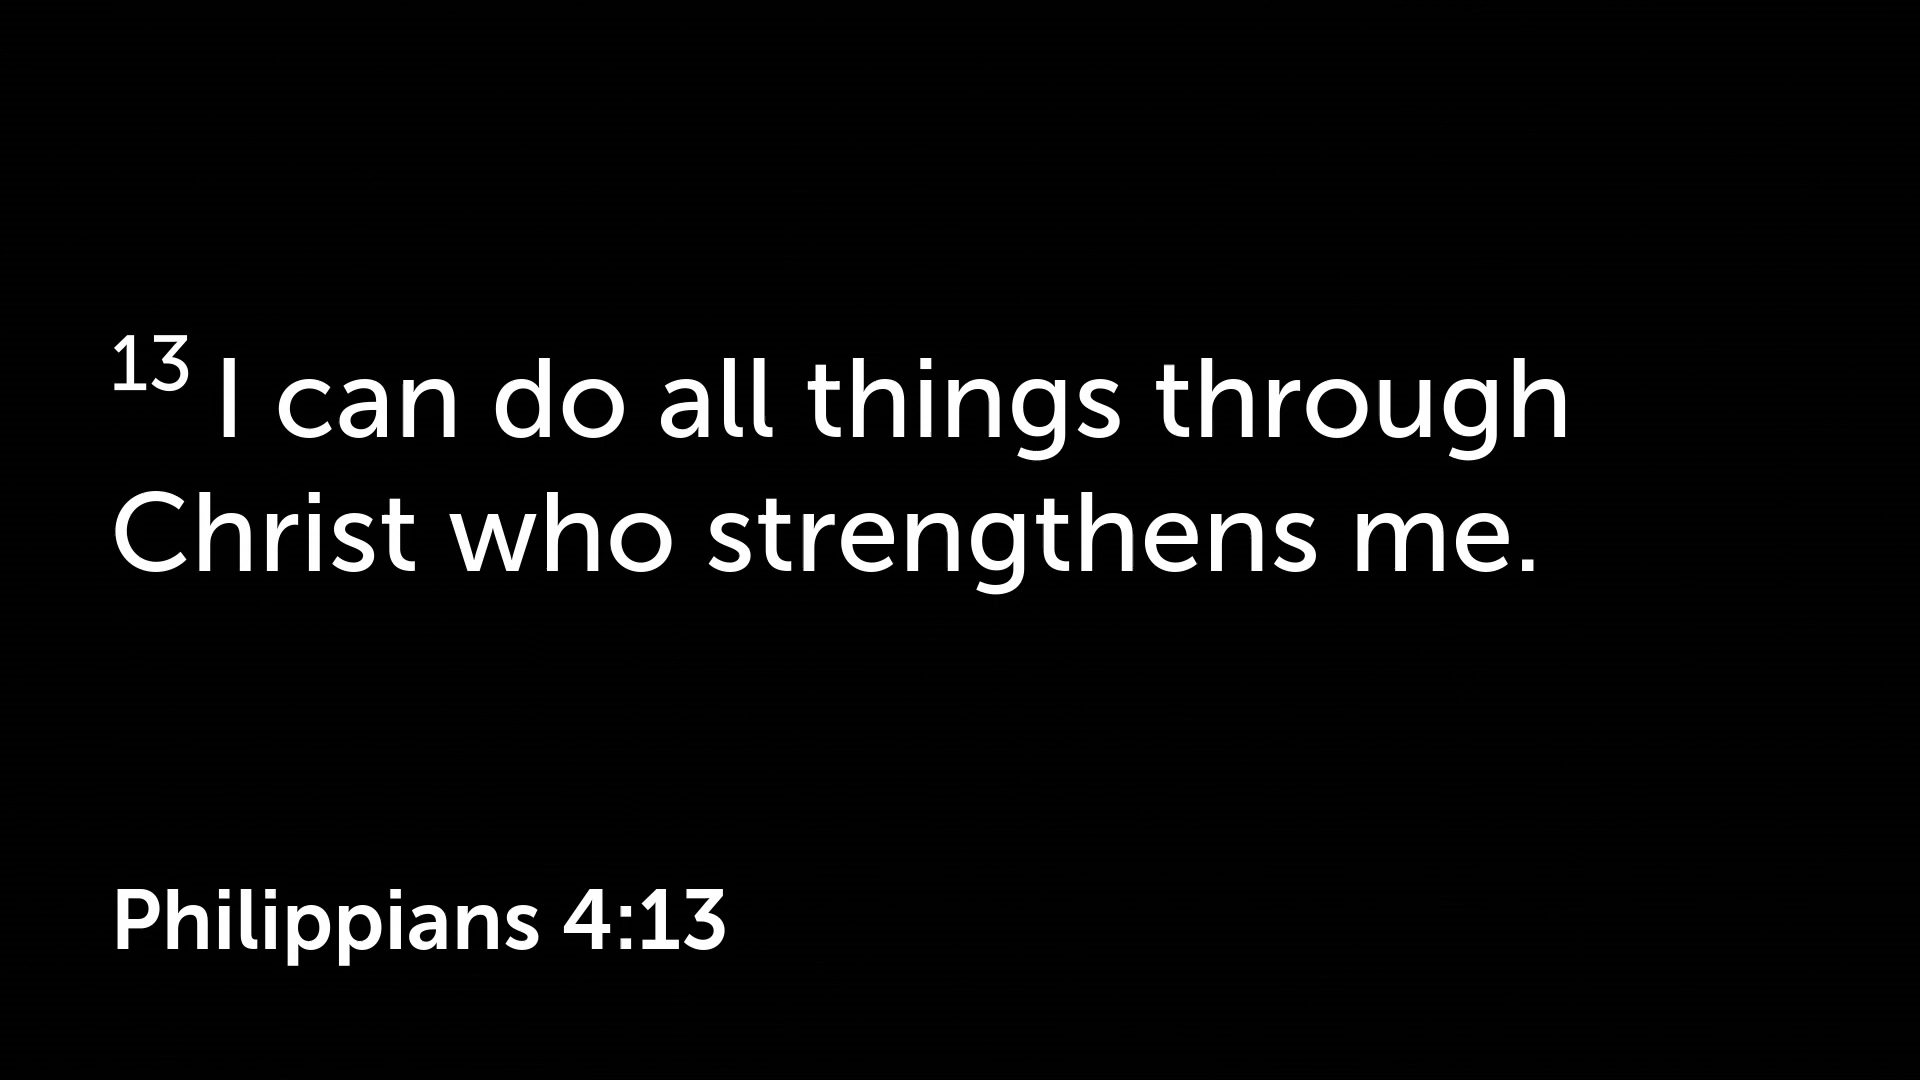 13 I can do all things through
Christ who strengthens me.
Philippians 4:13